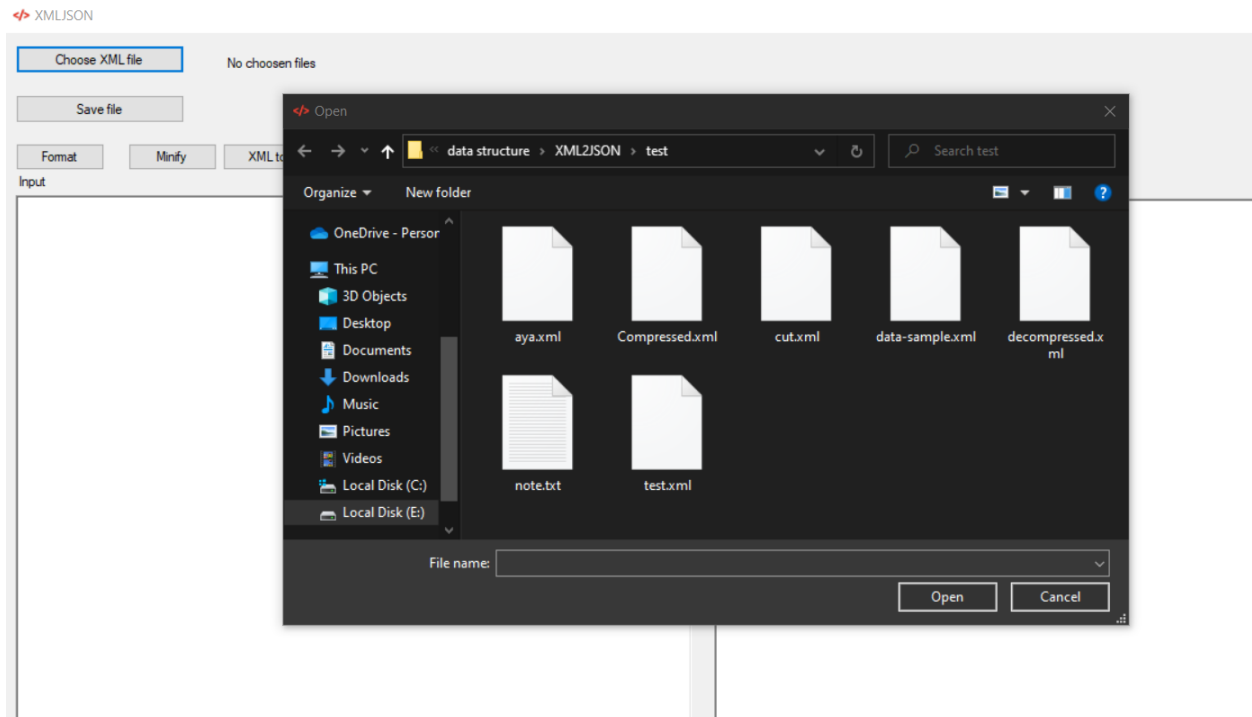 </> XMLJSON
Choose XML file
No choosen files
Save file
Format
Minify
XML to
Input
</> Open
« data structure › XML2JSON › test
Search test
Organize
New folder
?
OneDrive - Person
This PC
3D Objects
Desktop
Documents
Downloads
Music
Pictures
Videos
Local Disk (C:)
Local Disk (E:)
aya.xml
Compressed.xml
cut.xml
data-sample.xml
decompressed.x
ml
note.txt
test.xml
File name:
Open
Cancel